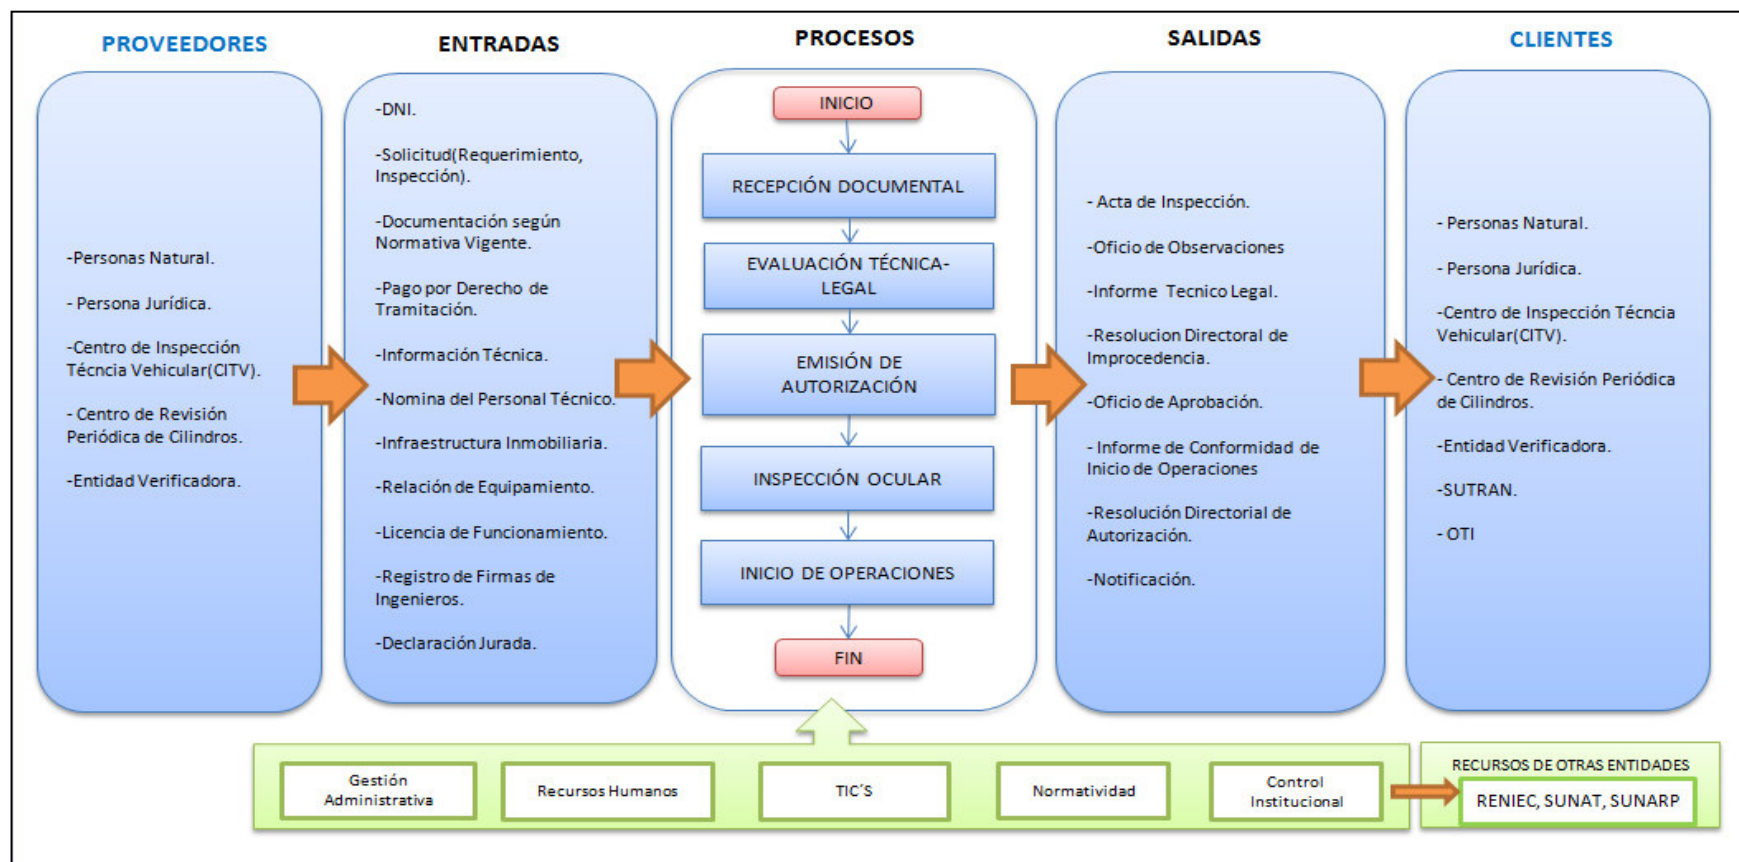 PROVEEDORES
-Personas Natural.
- Persona Jurídica.
-Centro de Inspección
Técncia Vehicular(CITV).
- Centro de Revisión
Periódica de Cilindros.
-Entidad Verificadora.
ENTRADAS
-DNI.
-Solicitud(Requerimiento,
Inspección).
-Documentación según
Normativa Vigente.
-Pago por Derecho de
Tramitación.
-Información Técnica.
-Nomina del Personal Técnico.
-Infraestructura Inmobiliaria.
-Relación de Equipamiento.
-Licencia de Funcionamiento.
-Registro de Firmas de
Ingenieros.
-Declaración Jurada.
PROCESOS
INICIO
RECEPCIÓN DOCUMENTAL
EVALUACIÓN TÉCNICA-
LEGAL
EMISIÓN DE
AUTORIZACIÓN
INSPECCIÓN OCULAR
INICIO DE OPERACIONES
FIN
SALIDAS
- Acta de Inspección.
-Oficio de Observaciones
-Informe Tecnico Legal.
-Resolucion Directoral de
Improcedencia.
-Oficio de Aprobación.
- Informe de Conformidad de
Inicio de Operaciones
-Resolución Directorial de
Autorización.
-Notificación.
CLIENTES
- Personas Natural.
- Persona Jurídica.
-Centro de Inspección Técncia
Vehicular(CITV).
- Centro de Revisión Periódica
de Cilindros.
-Entidad Verificadora.
-SUTRAN.
- OTI
Gestión
Administrativa
Recursos Humanos
TIC´S
Normatividad
Control
Institucional
RECURSOS DE OTRAS ENTIDADES
RENIEC, SUNAT, SUNARP